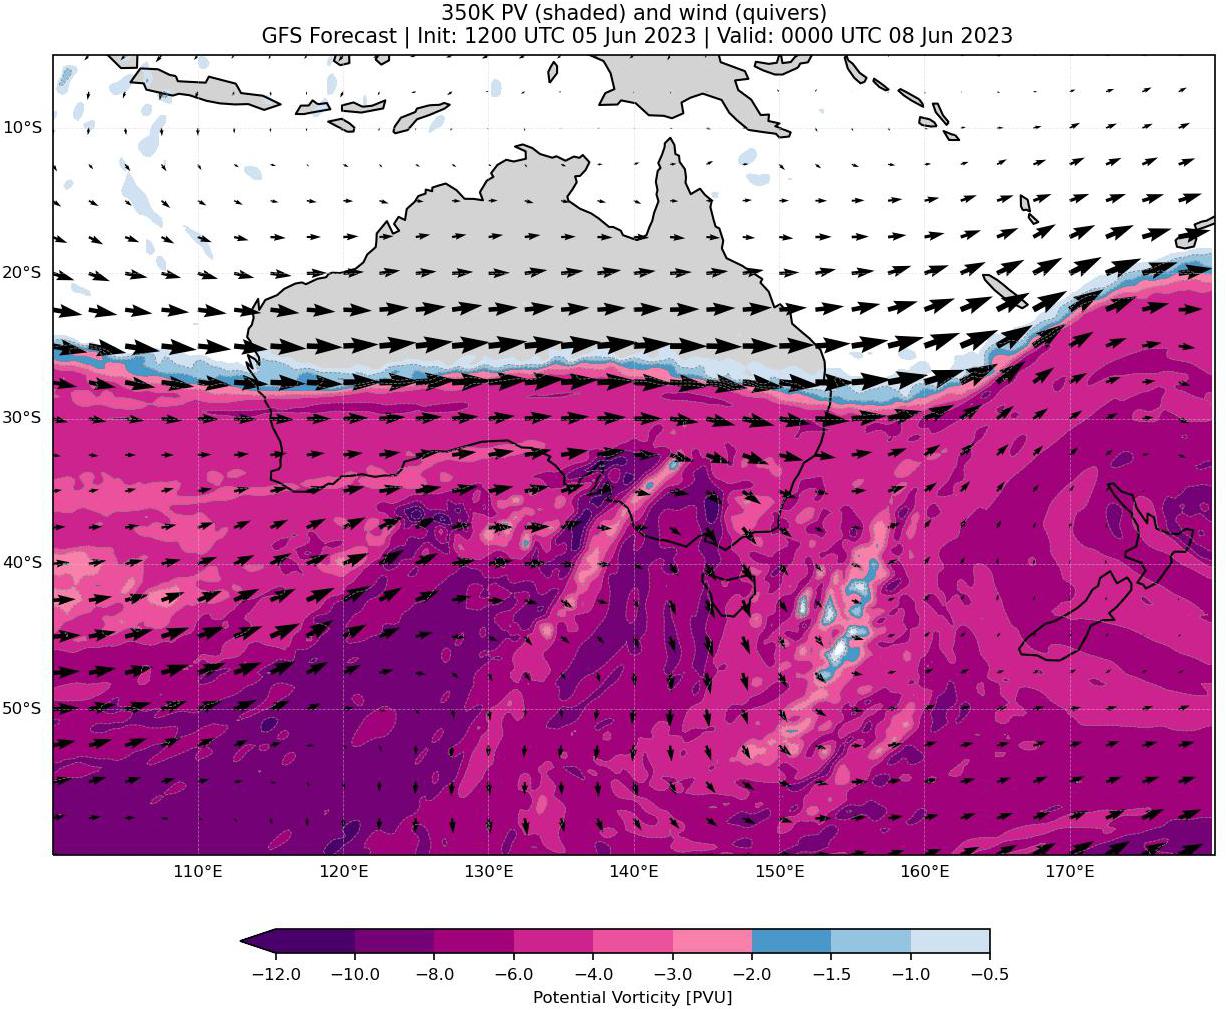 350K PV (shaded) and wind (quivers)
GFS Forecast | Init: 1200 UTC 05 Jun 2023 | Valid: 0000 UTC 08 Jun 2023
10°S
20°S
30°S
40°S
50°S
110°E 120°E 130°E 140°E 150°E 160°E 170°E
−12.0 −10.0 −8.0 −6.0 −4.0 −3.0 −2.0 −1.5 −1.0 −0.5
Potential Vorticity [PVU]